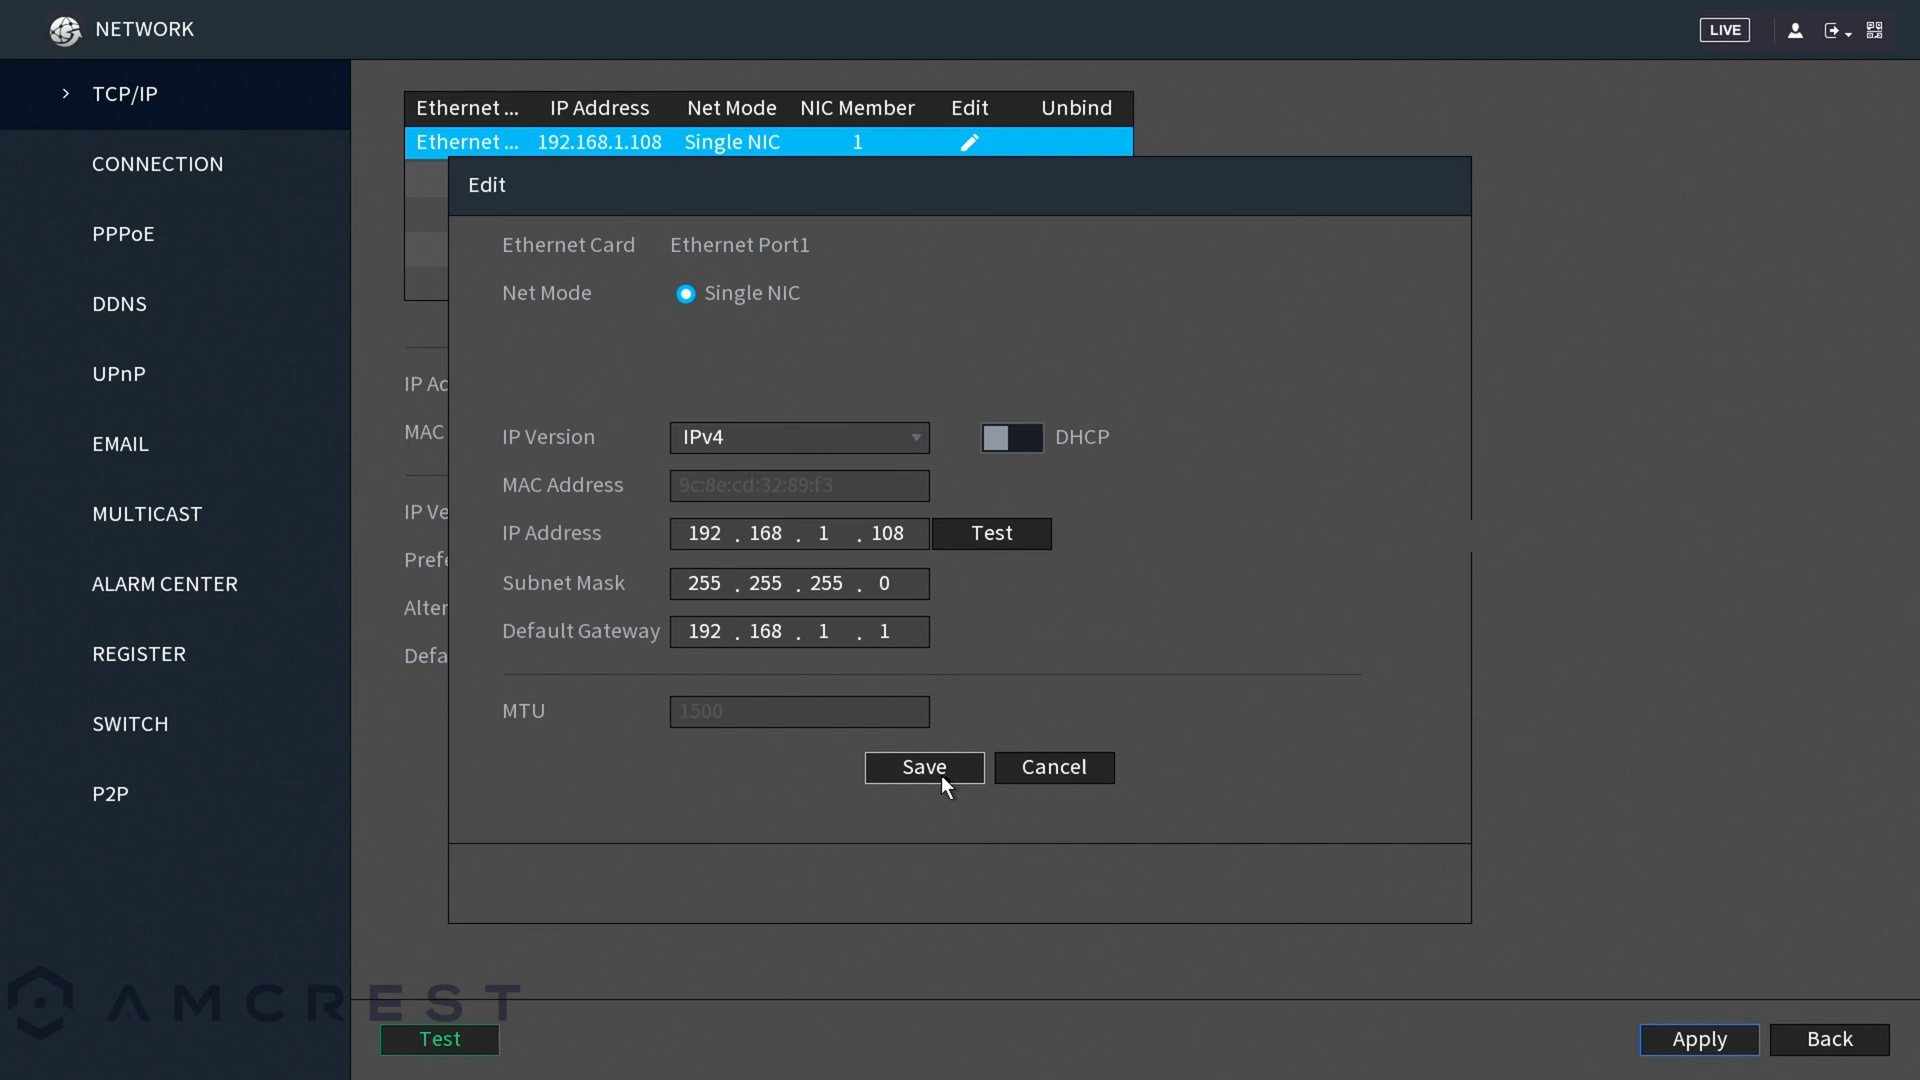 NETWORK
LIVE
TCP/IP
CONNECTION
PPPoE
DDNS
UPnP
EMAIL
MULTICAST
ALARM CENTER
REGISTER
SWITCH
P2P
Ethernet ... IP Address Net Mode NIC Member Edit Unbind
Ethernet ... 192.168.1.108 Single NIC 1
IP Ac
MAC
IP Ve
Prefe
Alter
Defa
Edit
Ethernet Card Ethernet Port1
Net Mode Single NIC
IP Version IPv4 DHCP
MAC Address 9c:8e:cd:32:89:f3
IP Address 192 . 168 . 1 . 108 Test
Subnet Mask 255 . 255 . 255 . 0
Default Gateway 192 . 168 . 1 . 1
MTU 1500
Save Cancel
AMCREST
Test Apply Back